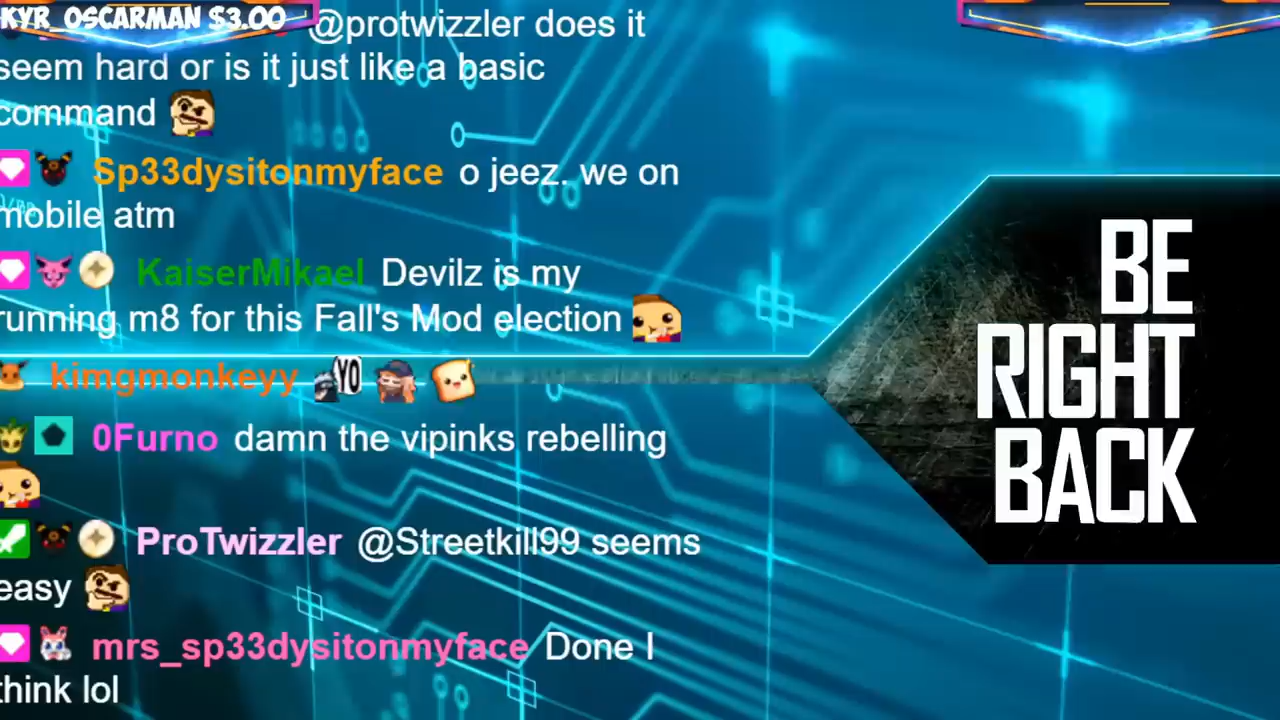 KYR_OSCARMAN $3.00
@protwizzler does it
seem hard or is it just like a basic
command
Sp33dysitonmyface o jeez. we on
mobile atm
KaiserMikael Devilz is my
running m8 for this Fall's Mod election
kimgmonkeyy YO
0Furno damn the vipinks rebelling
ProTwizzler @Streetkill99 seems
easy
mrs_sp33dysitonmyface Done I
think lol
BE
RIGHT
BACK